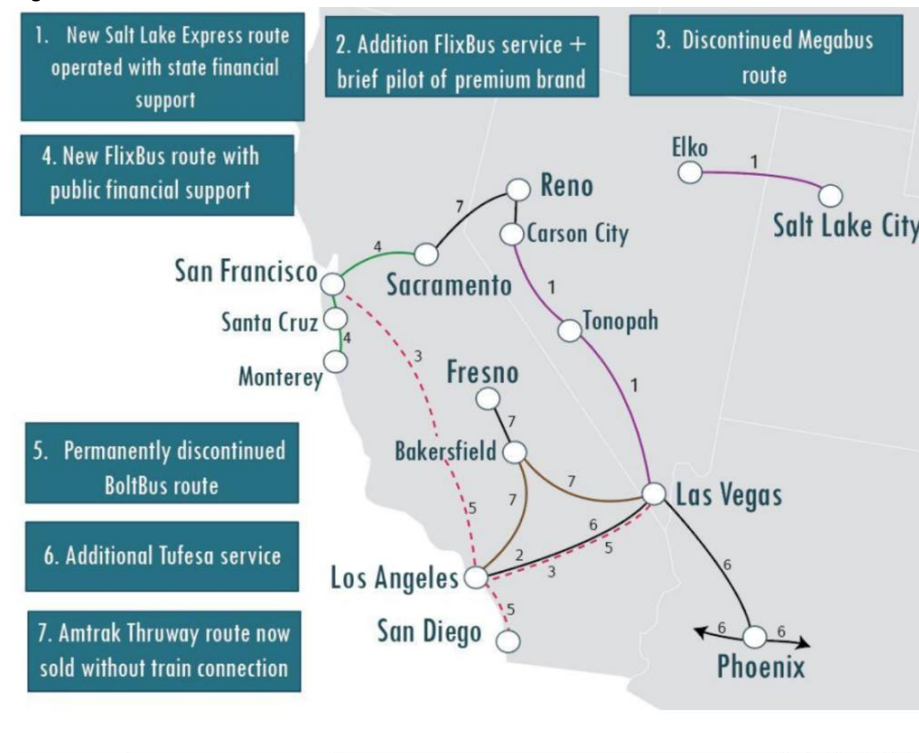 1. New Salt Lake Express route
operated with state financial
support
2. Addition FlixBus service +
brief pilot of premium brand
3. Discontinued Megabus
route
4. New FlixBus route with
public financial support
Elko
1
Salt Lake City
Reno
7
Carson City
4
San Francisco
Sacramento
1
Santa Cruz
Tonopah
4
Monterey
3
Fresno
1
7
Bakersfield
5. Permanently discontinued
BoltBus route
7
7
Las Vegas
5
6
5
2
3
6. Additional Tufesa service
Los Angeles
6
5
San Diego
6
6
Phoenix
7. Amtrak Thruway route now
sold without train connection